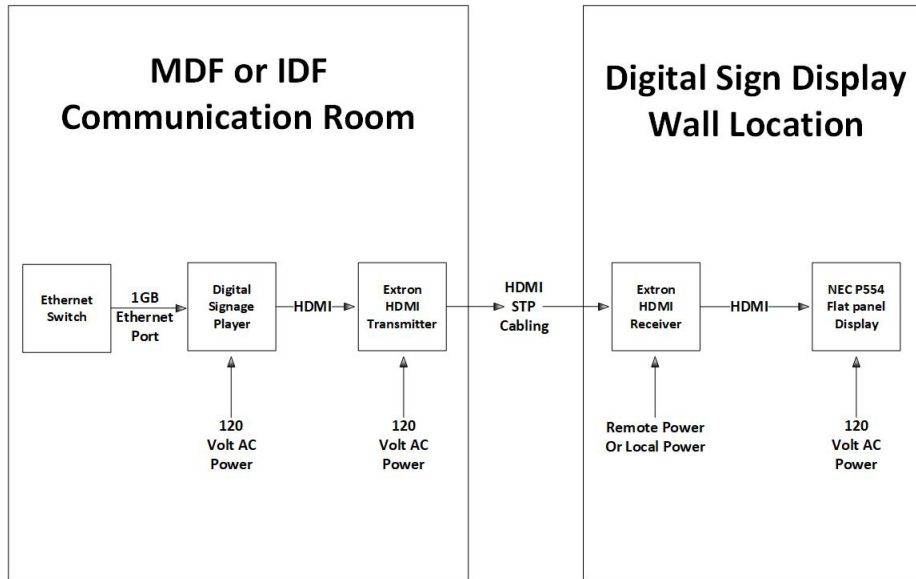 MDF or IDF
Communication Room
Digital Sign Display
Wall Location
Ethernet
Switch
1GB
Ethernet
Port
Digital
Signage
Player
HDMI
Extron
HDMI
Transmitter
HDMI
STP
Cabling
Extron
HDMI
Receiver
HDMI
NEC P554
Flat panel
Display
120
Volt AC
Power
120
Volt AC
Power
Remote Power
Or Local Power
120
Volt AC
Power